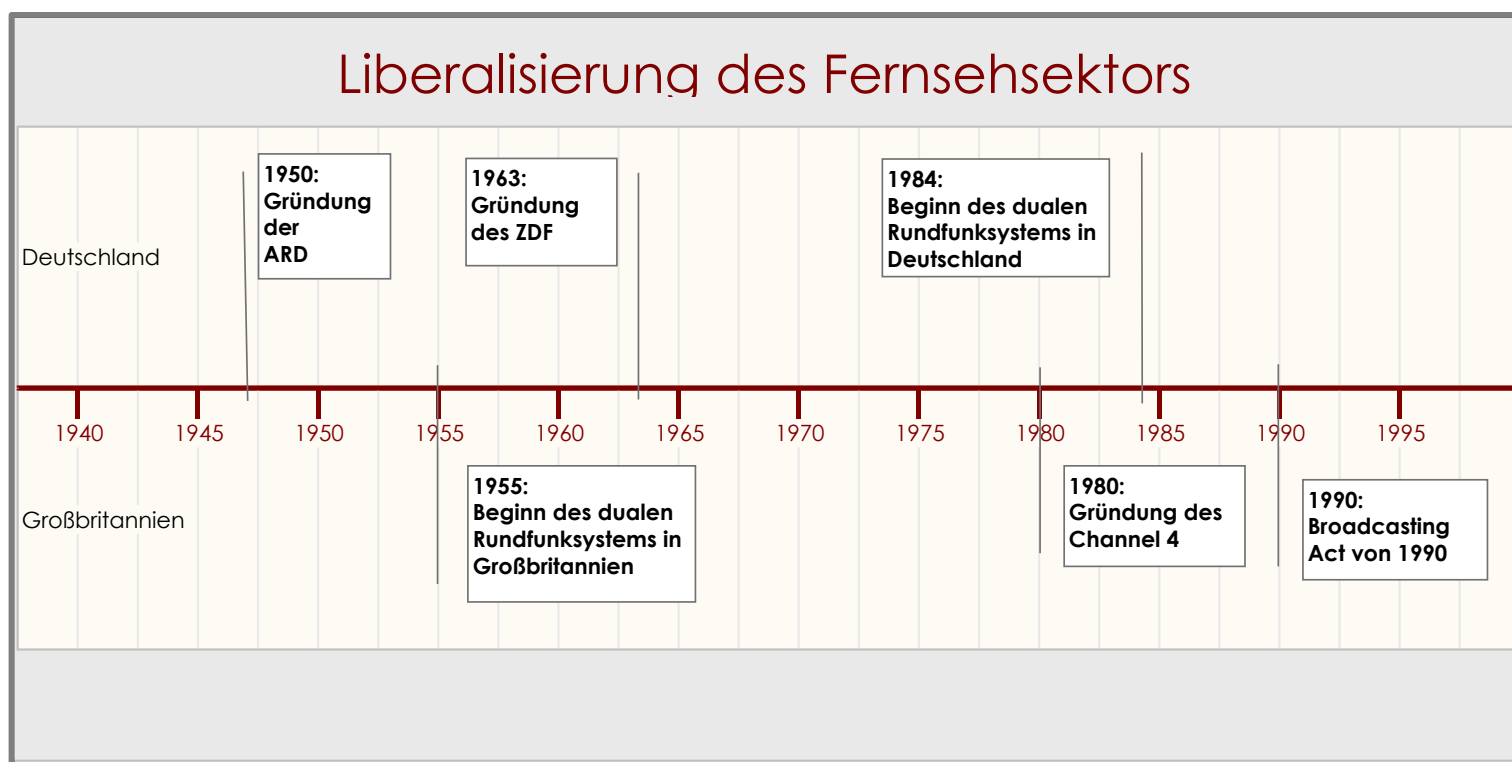 Liberalisierung des Fernsehsektors
1950:
Gründung
der
ARD
1963:
Gründung
des ZDF
1984:
Beginn des dualen
Rundfunksystems in
Deutschland
Deutschland
1940 1945 1950 1955 1960 1965 1970 1975 1980 1985 1990 1995
Großbritannien
1955:
Beginn des dualen
Rundfunksystems in
Großbritannien
1980:
Gründung des
Channel 4
1990:
Broadcasting
Act von 1990